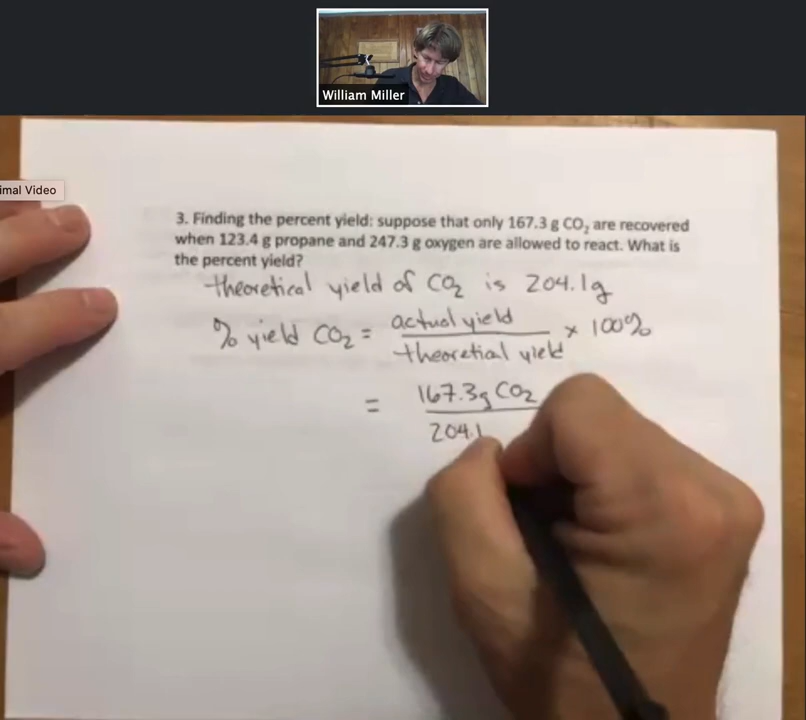 William Miller
imal Video
3. Finding the percent yield: suppose that only 167.3 g CO₂ are recovered
when 123.4 g propane and 247.3 g oxygen are allowed to react. What is
the percent yield?
theoretical yield of CO₂ is 204.1g
% yield CO₂ = actual yield / theoretial yield × 100%
= 167.3g CO₂ / 204.1